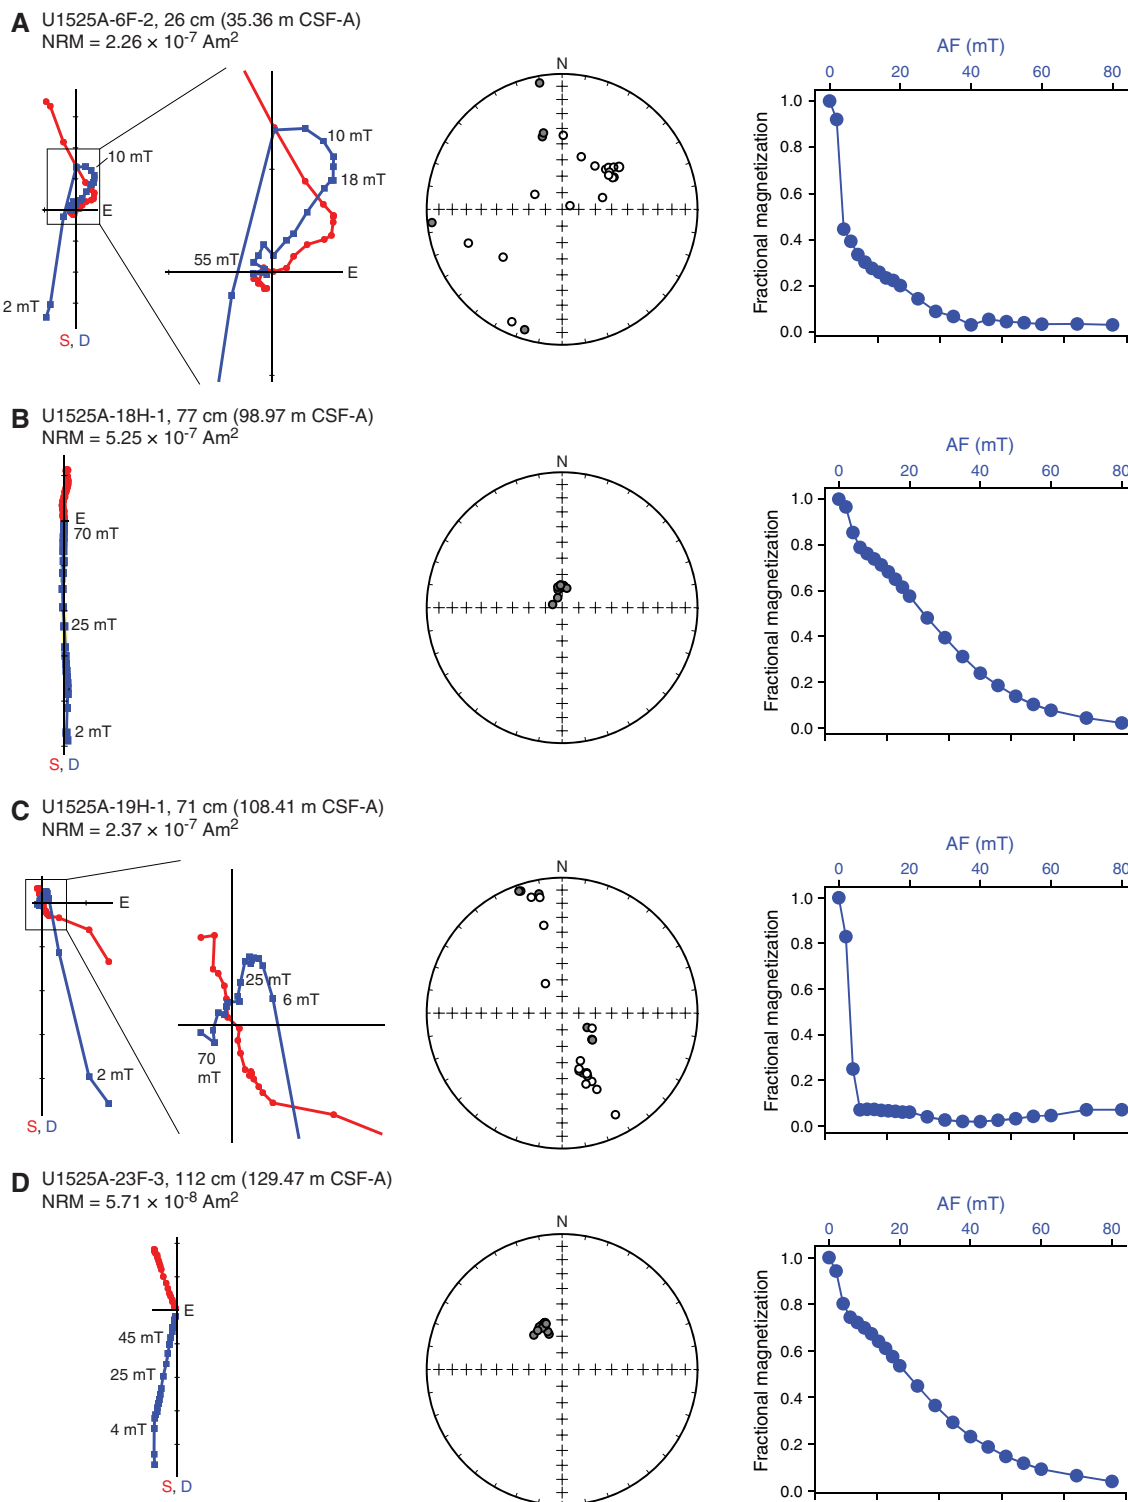 A U1525A-6F-2, 26 cm (35.36 m CSF-A)
NRM = 2.26 × 10⁻⁷ Am²
10 mT
E
2 mT
S, D
10 mT
18 mT
55 mT
E
N
AF (mT)
0 20 40 60 80
Fractional magnetization
1.0
0.8
0.6
0.4
0.2
0.0
B U1525A-18H-1, 77 cm (98.97 m CSF-A)
NRM = 5.25 × 10⁻⁷ Am²
E
70 mT
25 mT
2 mT
S, D
N
AF (mT)
0 20 40 60 80
Fractional magnetization
1.0
0.8
0.6
0.4
0.2
0.0
C U1525A-19H-1, 71 cm (108.41 m CSF-A)
NRM = 2.37 × 10⁻⁷ Am²
E
2 mT
S, D
25 mT
6 mT
70
mT
N
AF (mT)
0 20 40 60 80
Fractional magnetization
1.0
0.8
0.6
0.4
0.2
0.0
D U1525A-23F-3, 112 cm (129.47 m CSF-A)
NRM = 5.71 × 10⁻⁸ Am²
E
45 mT
25 mT
4 mT
S, D
N
AF (mT)
0 20 40 60 80
Fractional magnetization
1.0
0.8
0.6
0.4
0.2
0.0